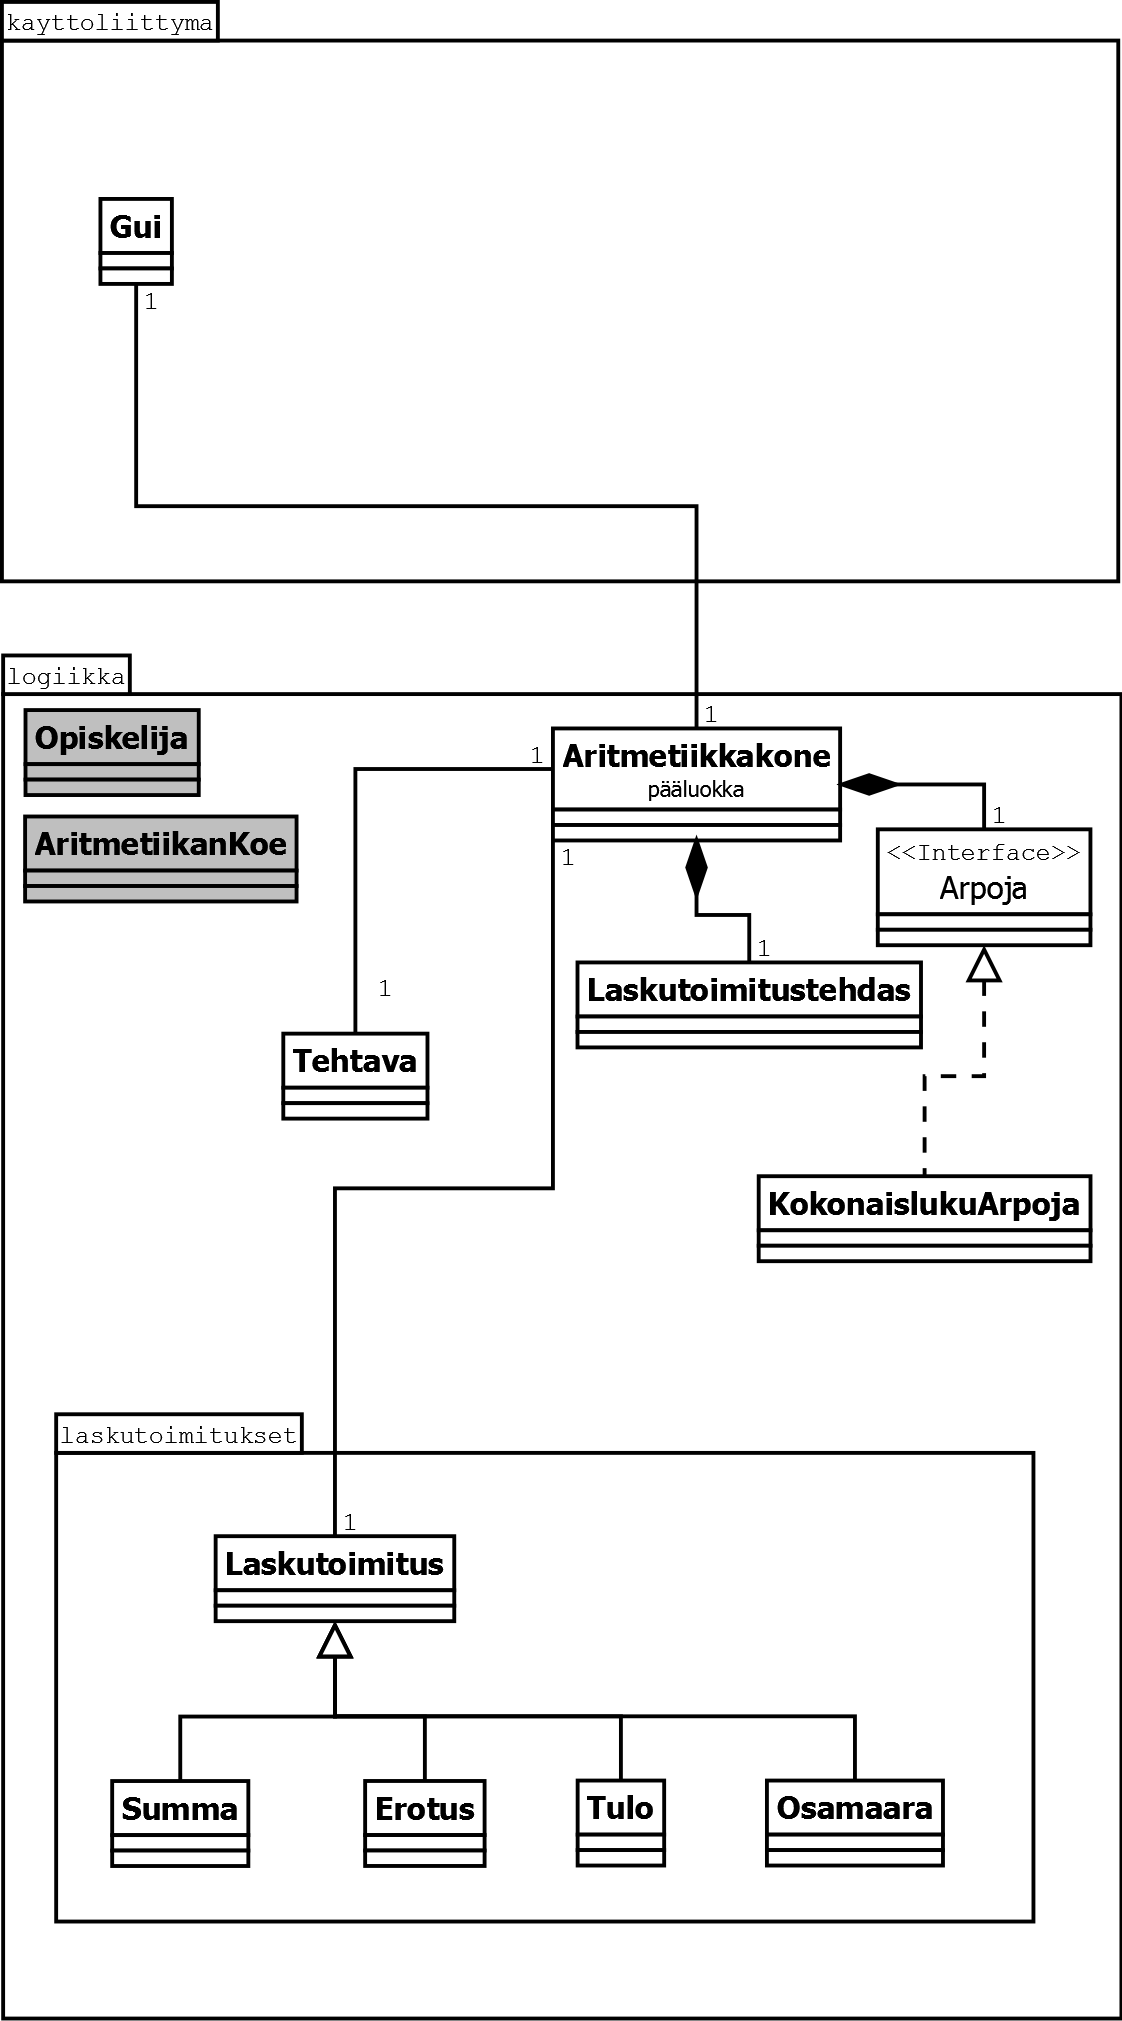 kayttoliittyma
Gui
1
logiikka
Opiskelija
AritmetiikanKoe
1
1
Aritmetiikkakone
pääluokka
1
1
<<Interface>>
Arpoja
1
Laskutoimitustehdas
1
Tehtava
KokonaislukuArpoja
laskutoimitukset
1
Laskutoimitus
Summa
Erotus
Tulo
Osamaara